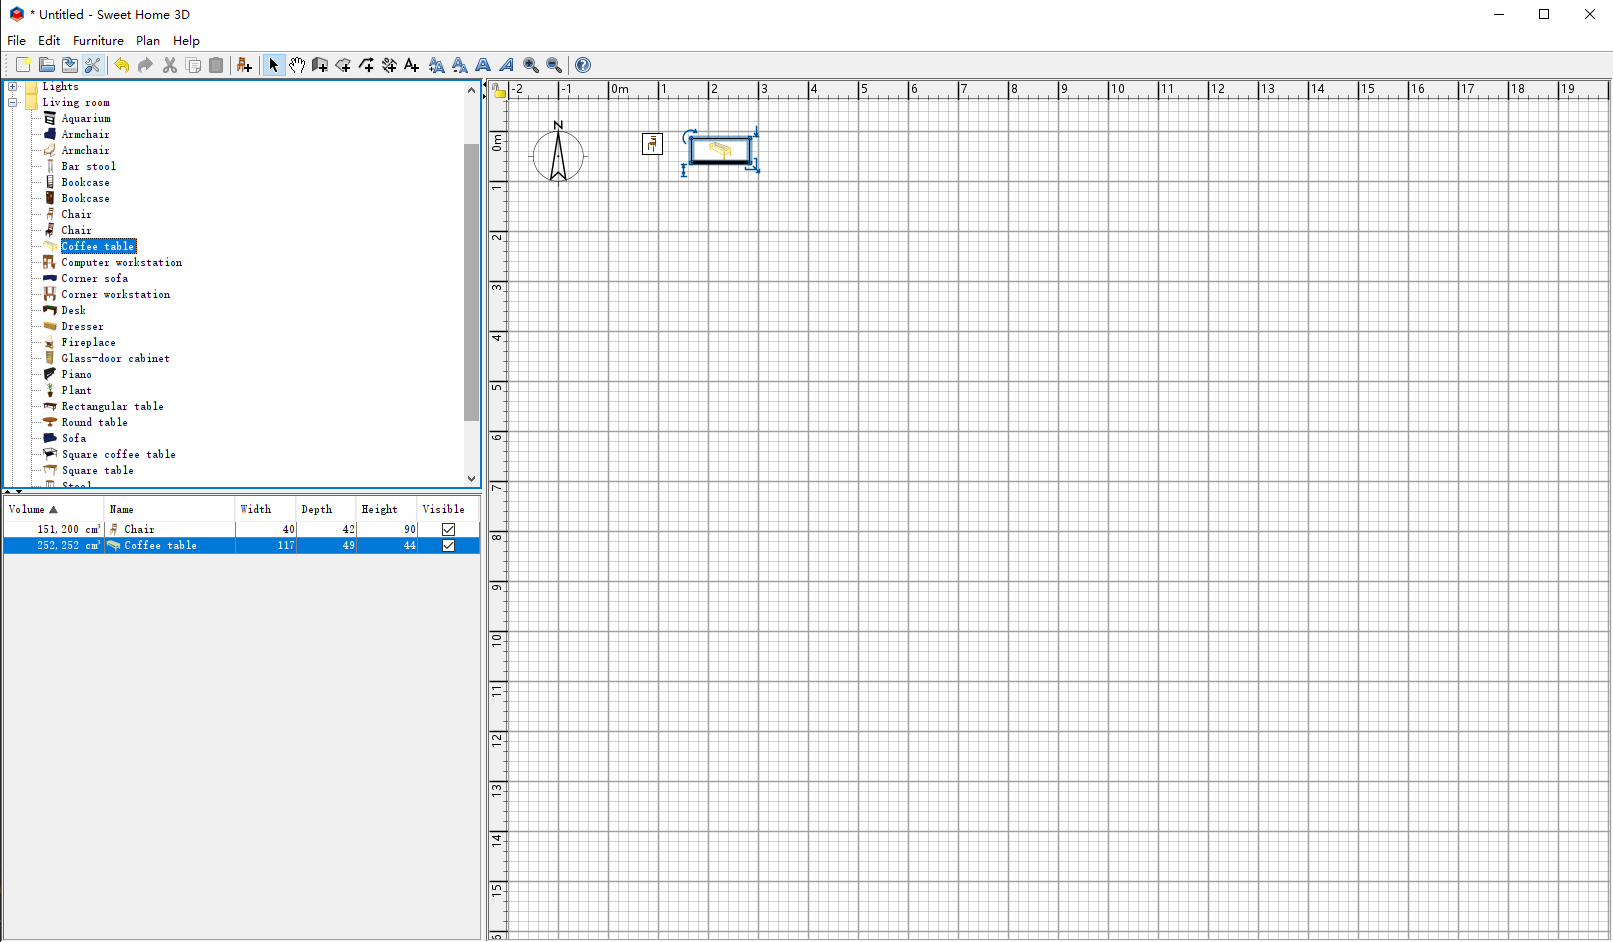 * Untitled - Sweet Home 3D
File Edit Furniture Plan Help
Lights
Living room
Aquarium
Armchair
Armchair
Bar stool
Bookcase
Bookcase
Chair
Chair
Coffee table
Computer workstation
Corner sofa
Corner workstation
Desk
Dresser
Fireplace
Glass-door cabinet
Piano
Plant
Rectangular table
Round table
Sofa
Square coffee table
Square table
Stool
Volume Name Width Depth Height Visible
151,200 cm³ Chair 40 42 90
252,252 cm³ Coffee table 117 49 44
-2 -1 0m 1 2 3 4 5 6 7 8 9 10 11 12 13 14 15 16 17 18 19
N
0m
1
2
3
4
5
6
7
8
9
10
11
12
13
14
15